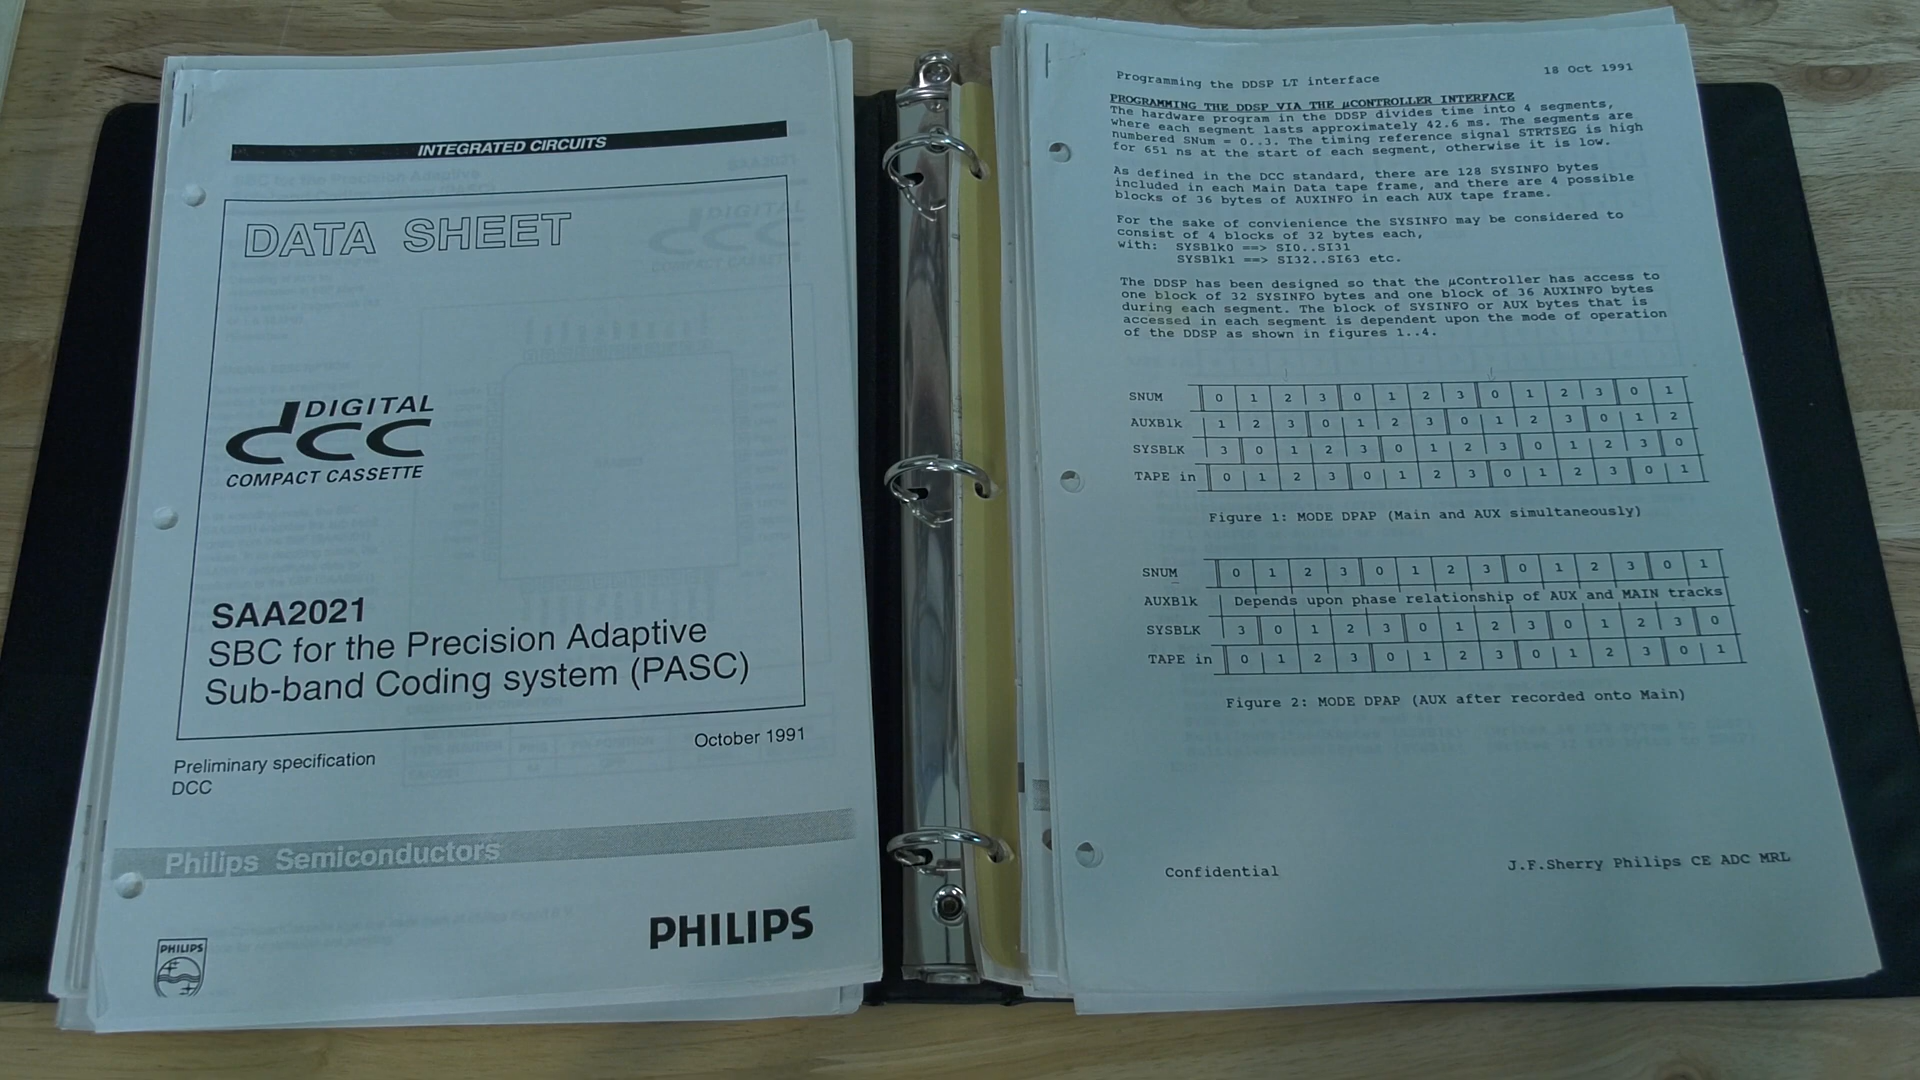 INTEGRATED CIRCUITS
DATA SHEET
DIGITAL
dcc
COMPACT CASSETTE
SAA2021
SBC for the Precision Adaptive
Sub-band Coding system (PASC)
Preliminary specification
DCC
October 1991
Philips Semiconductors
PHILIPS
PHILIPS
Programming the DDSP LT interface
18 Oct 1991
PROGRAMMING THE DDSP VIA THE µCONTROLLER INTERFACE
The hardware program in the DDSP divides time into 4 segments,
where each segment lasts approximately 42.6 ms. The segments are
numbered SNum = 0..3. The timing reference signal STRTSEG is high
for 651 ns at the start of each segment, otherwise it is low.
As defined in the DCC standard, there are 128 SYSINFO bytes
included in each Main Data tape frame, and there are 4 possible
blocks of 36 bytes of AUXINFO in each AUX tape frame.
For the sake of convienience the SYSINFO may be considered to
consist of 4 blocks of 32 bytes each,
with: SYSBlk0 ==> SI0..SI31
SYSBlk1 ==> SI32..SI63 etc.
The DDSP has been designed so that the µController has access to
one block of 32 SYSINFO bytes and one block of 36 AUXINFO bytes
during each segment. The block of SYSINFO or AUX bytes that is
accessed in each segment is dependent upon the mode of operation
of the DDSP as shown in figures 1..4.
SNUM 0 1 2 3 0 1 2 3 0 1 2 3 0 1
AUXBlk 1 2 3 0 1 2 3 0 1 2 3 0 1 2
SYSBLK 3 0 1 2 3 0 1 2 3 0 1 2 3 0
TAPE in 0 1 2 3 0 1 2 3 0 1 2 3 0 1
Figure 1: MODE DPAP (Main and AUX simultaneously)
SNUM 0 1 2 3 0 1 2 3 0 1 2 3 0 1
AUXBlk Depends upon phase relationship of AUX and MAIN tracks
SYSBLK 3 0 1 2 3 0 1 2 3 0 1 2 3 0
TAPE in 0 1 2 3 0 1 2 3 0 1 2 3 0 1
Figure 2: MODE DPAP (AUX after recorded onto Main)
Confidential
J.F.Sherry Philips CE ADC MRL